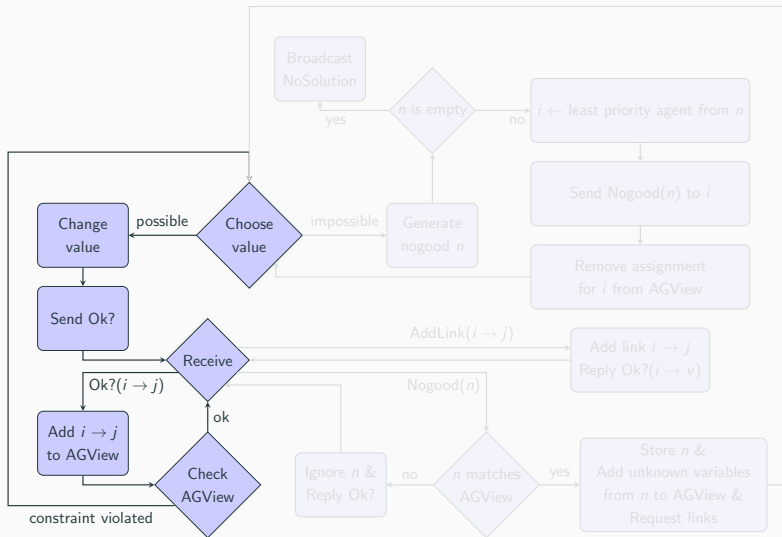 Broadcast
NoSolution
n is empty
yes
no
i ← least priority agent from n
Send Nogood(n) to i
Remove assignment
for i from AGView
Change
value
possible
Choose
value
impossible
Generate
nogood n
Send Ok?
Receive
AddLink(i → j)
Add link i → j
Reply Ok?(i → v)
Ok?(i → j)
Nogood(n)
ok
Add i → j
to AGView
Check
AGView
constraint violated
Ignore n &
Reply Ok?
no
n matches
AGView
yes
Store n &
Add unknown variables
from n to AGView &
Request links